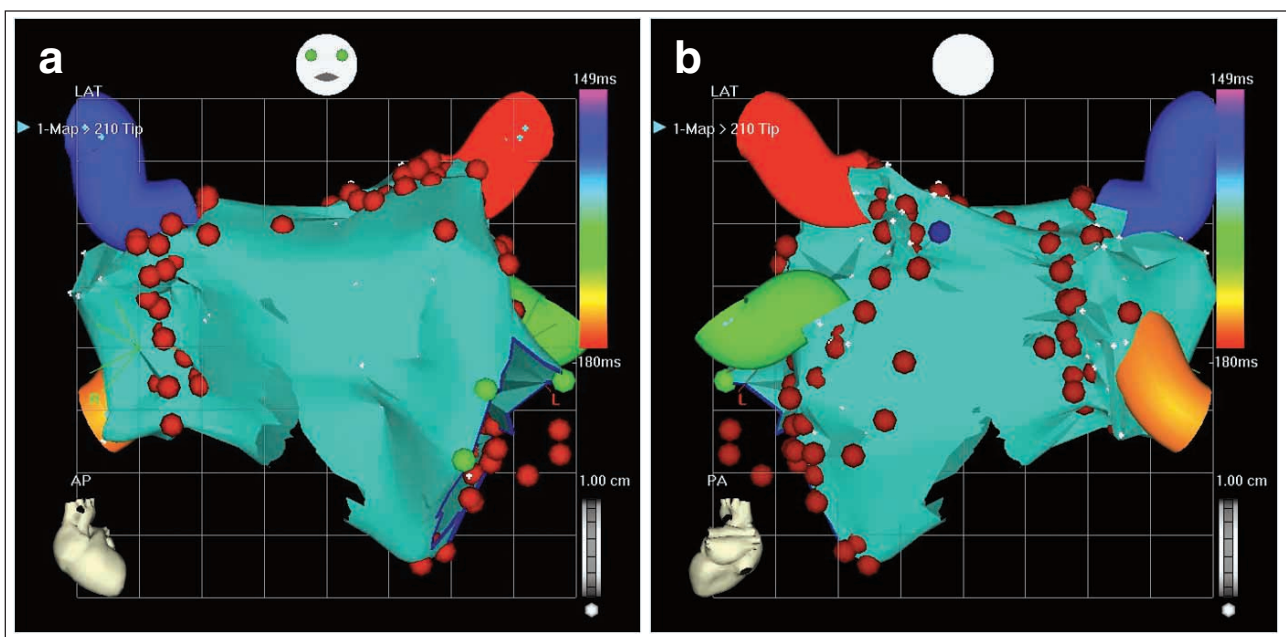 a
149ms
LAT
1-Map > 210 Tip
-180ms
L
AP
1.00 cm
b
149ms
LAT
1-Map > 210 Tip
-180ms
L
PA
1.00 cm